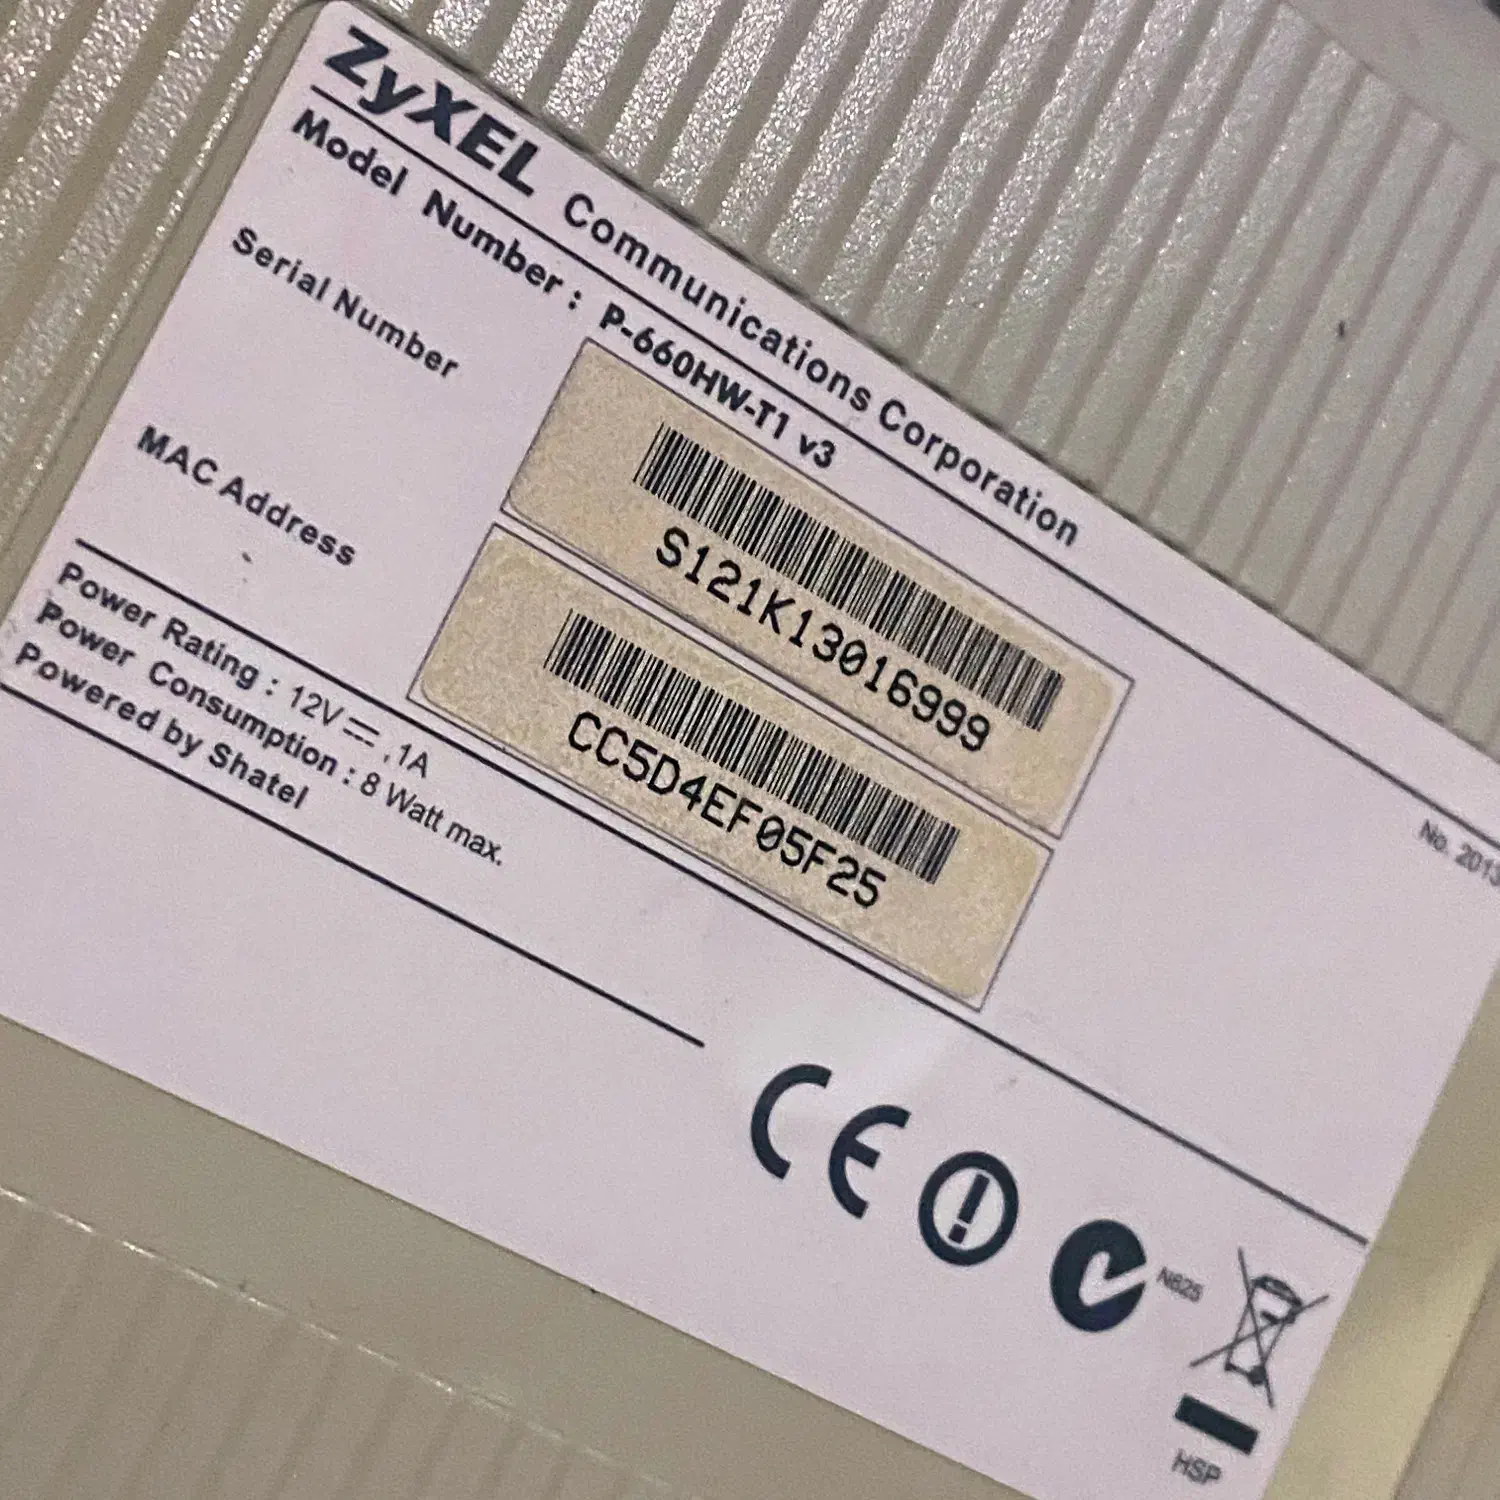 ZyXEL Communications Corporation
Model Number : P-660HW-T1 v3
Serial Number
S121K13016999
MAC Address
CC5D4EF05F25
Power Rating : 12V ⎓ , 1A
Power Consumption : 8 Watt max.
Powered by Shatel
No. 2013
CE
N825
HSP